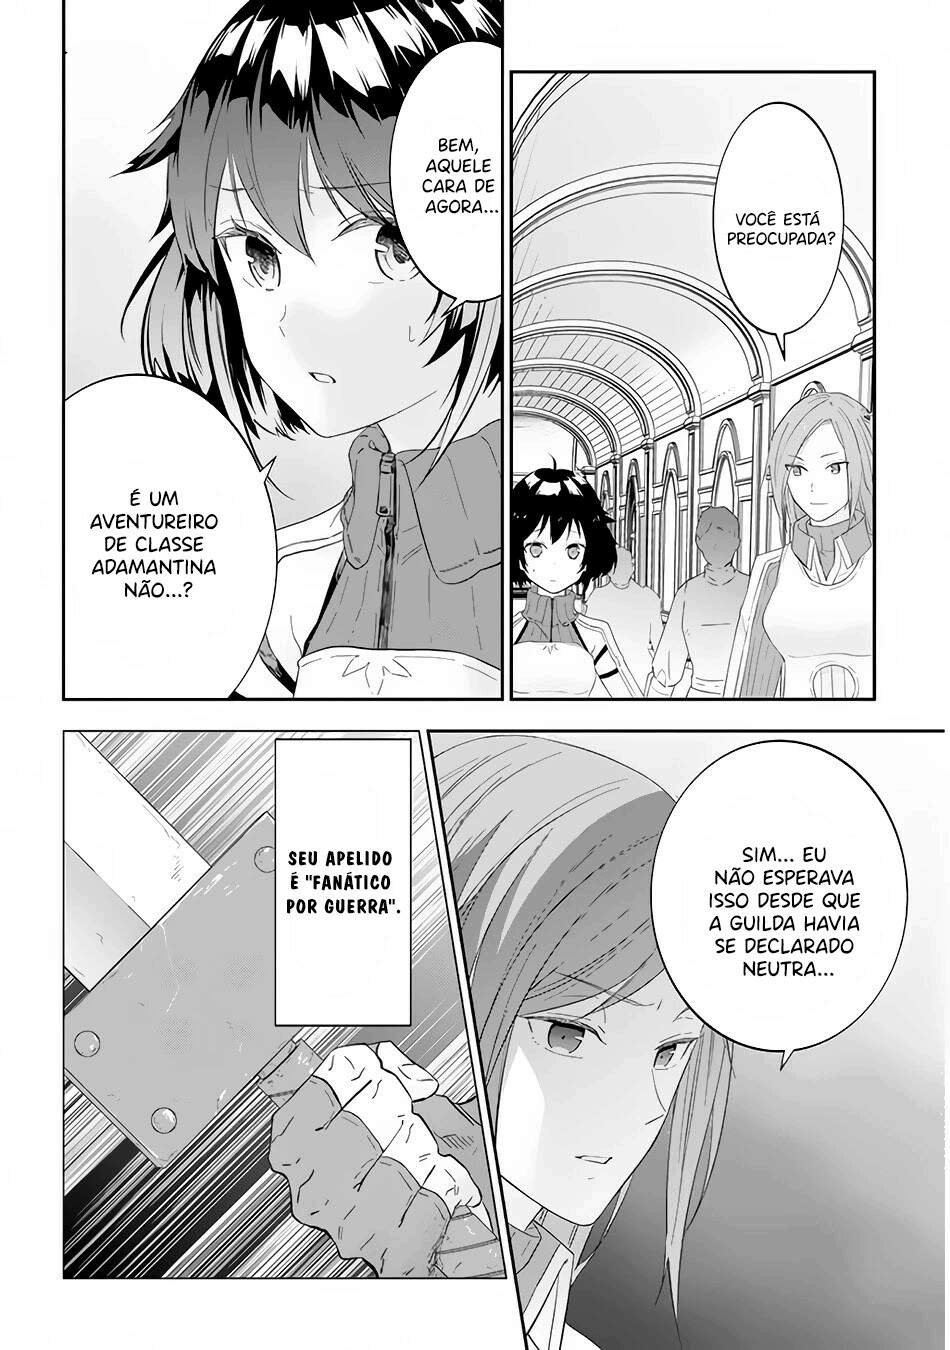 VOCÊ ESTÁ
PREOCUPADA?
BEM,
AQUELE
CARA DE
AGORA...
É UM
AVENTUREIRO
DE CLASSE
ADAMANTINA
NÃO...?
SIM... EU
NÃO ESPERAVA
ISSO DESDE QUE
A GUILDA HAVIA
SE DECLARADO
NEUTRA...
SEU APELIDO
É "FANÁTICO
POR GUERRA".